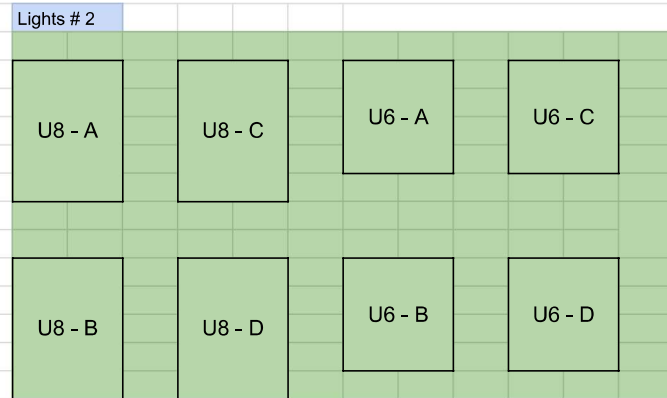 Lights # 2
U8 - A
U8 - C
U6 - A
U6 - C
U8 - B
U8 - D
U6 - B
U6 - D